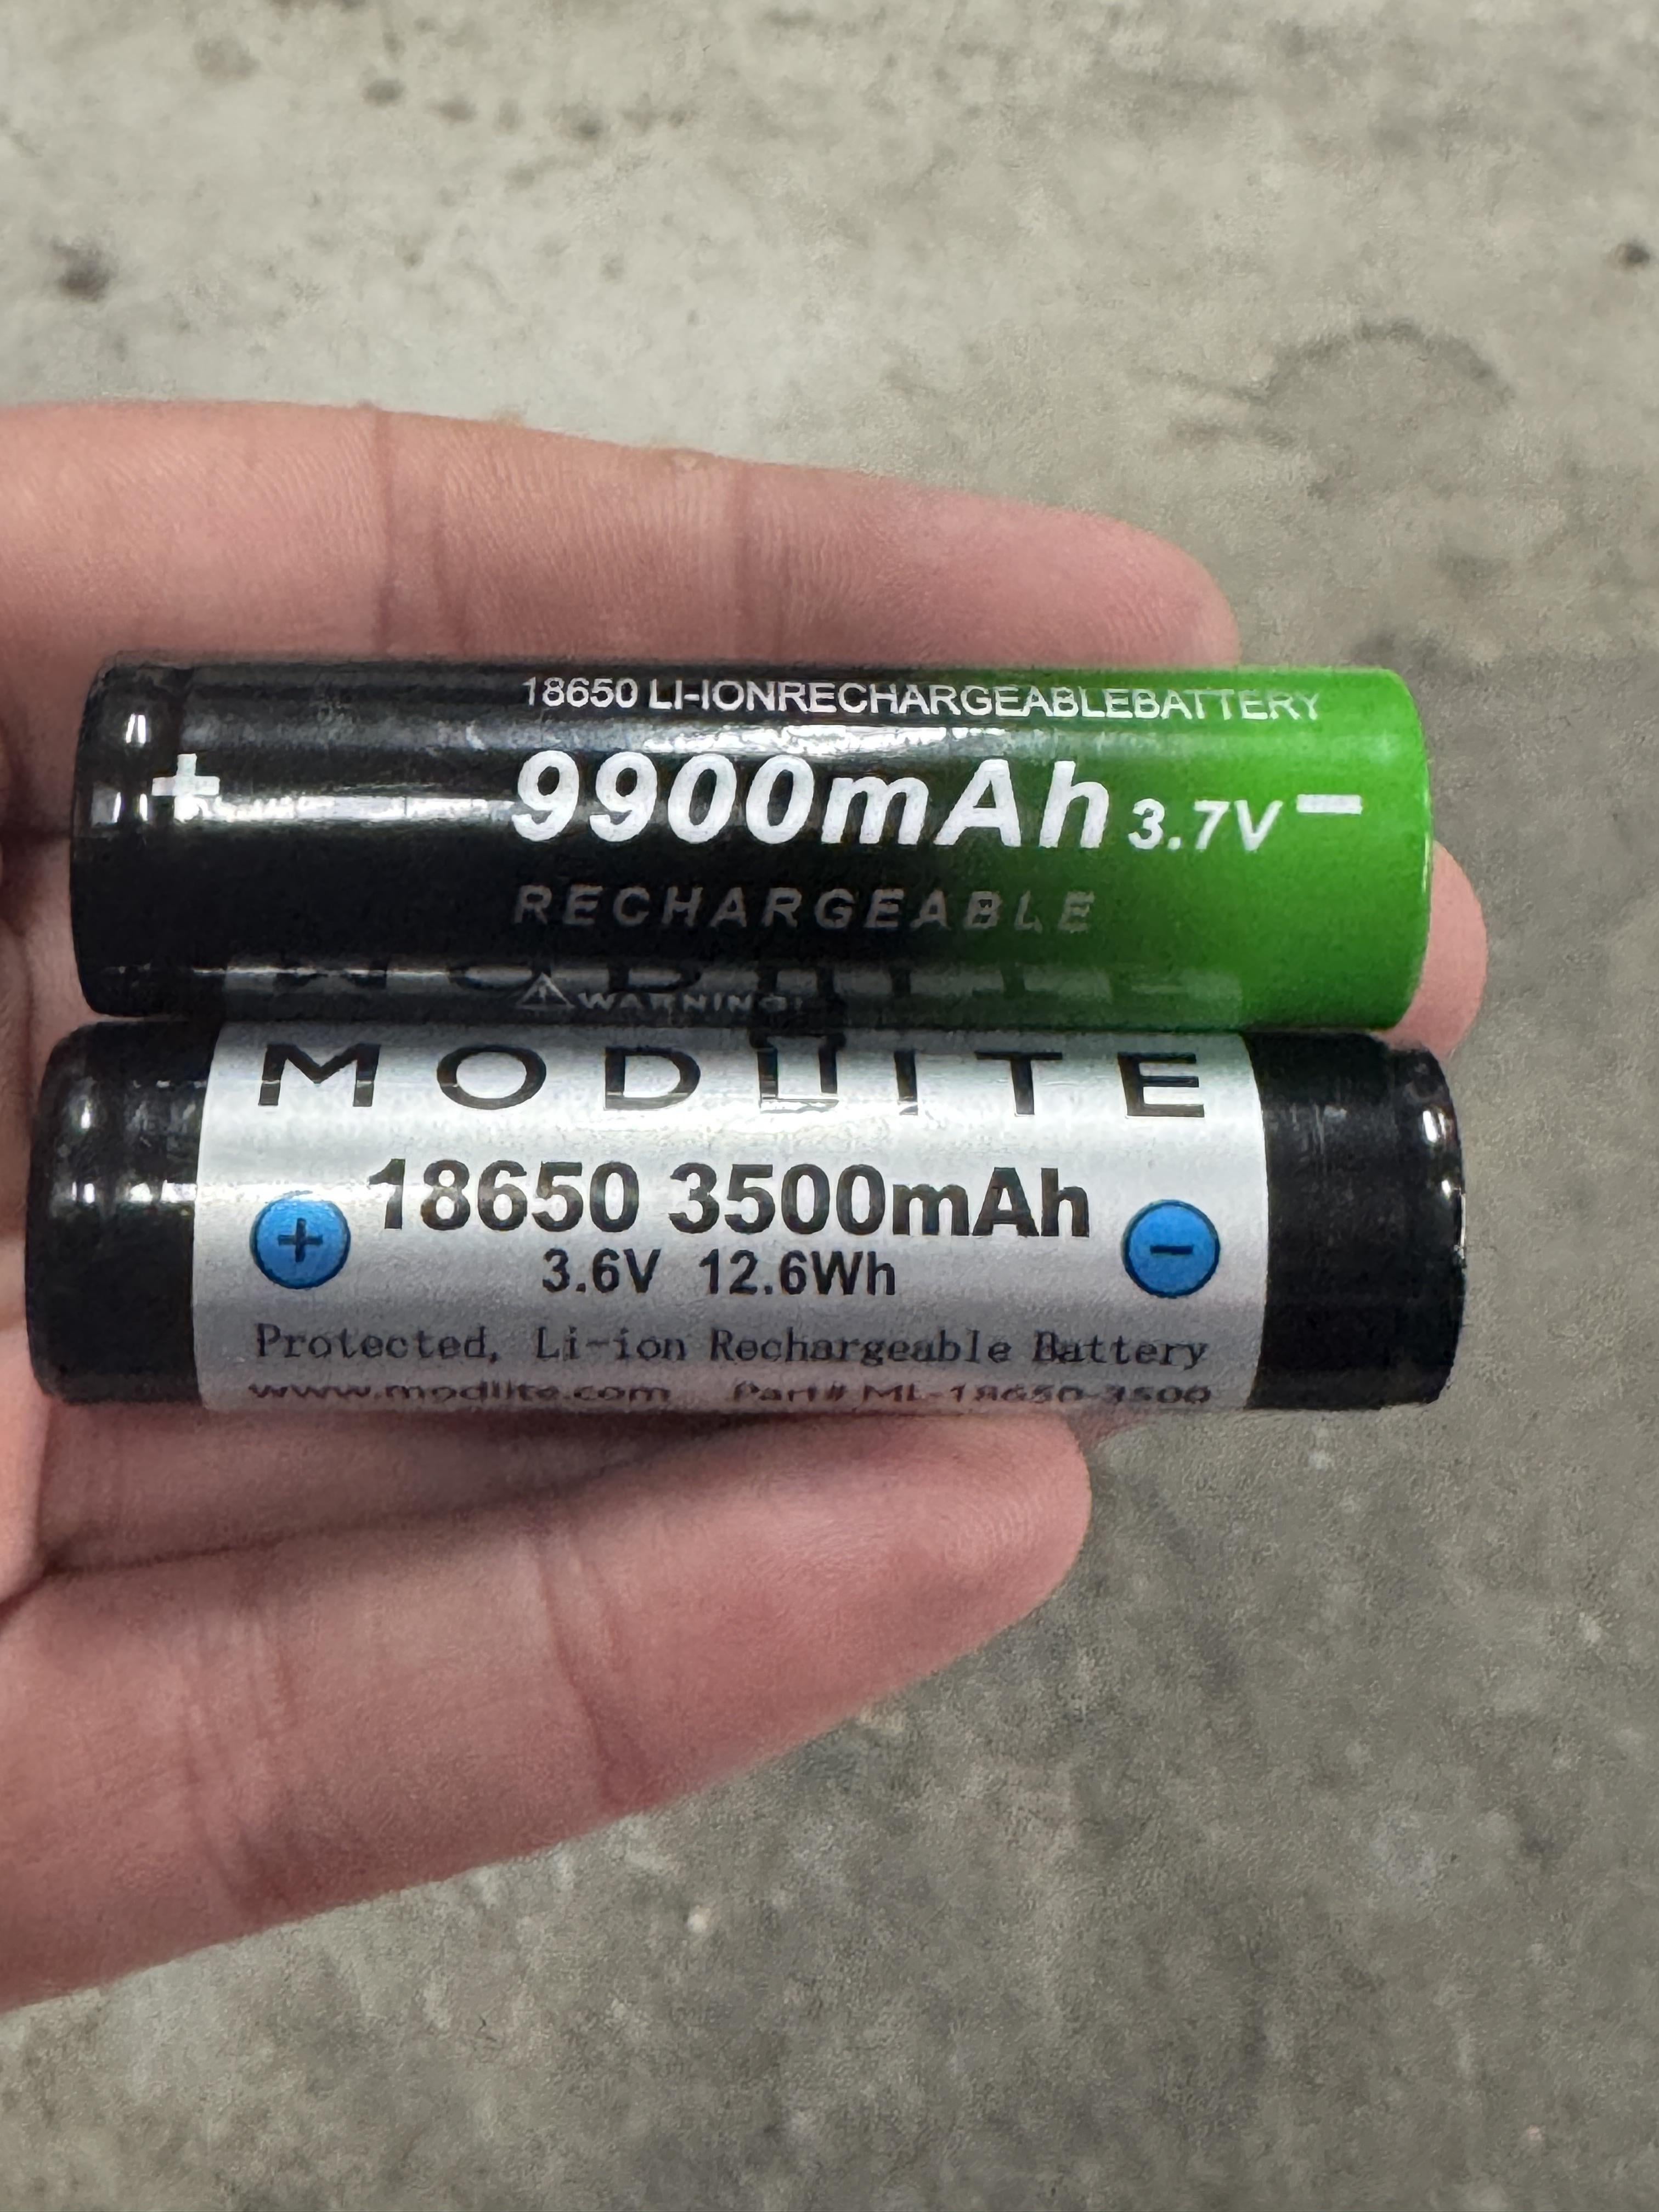 18650 LI-IONRECHARGEABLEBATTERY
+ 9900mAh 3.7V −
RECHARGEABLE
WARNING!
MODLITE
18650 3500mAh
+ 3.6V 12.6Wh −
Protected, Li-ion Rechargeable Battery
www.modlite.com Part# ML-18650-3500